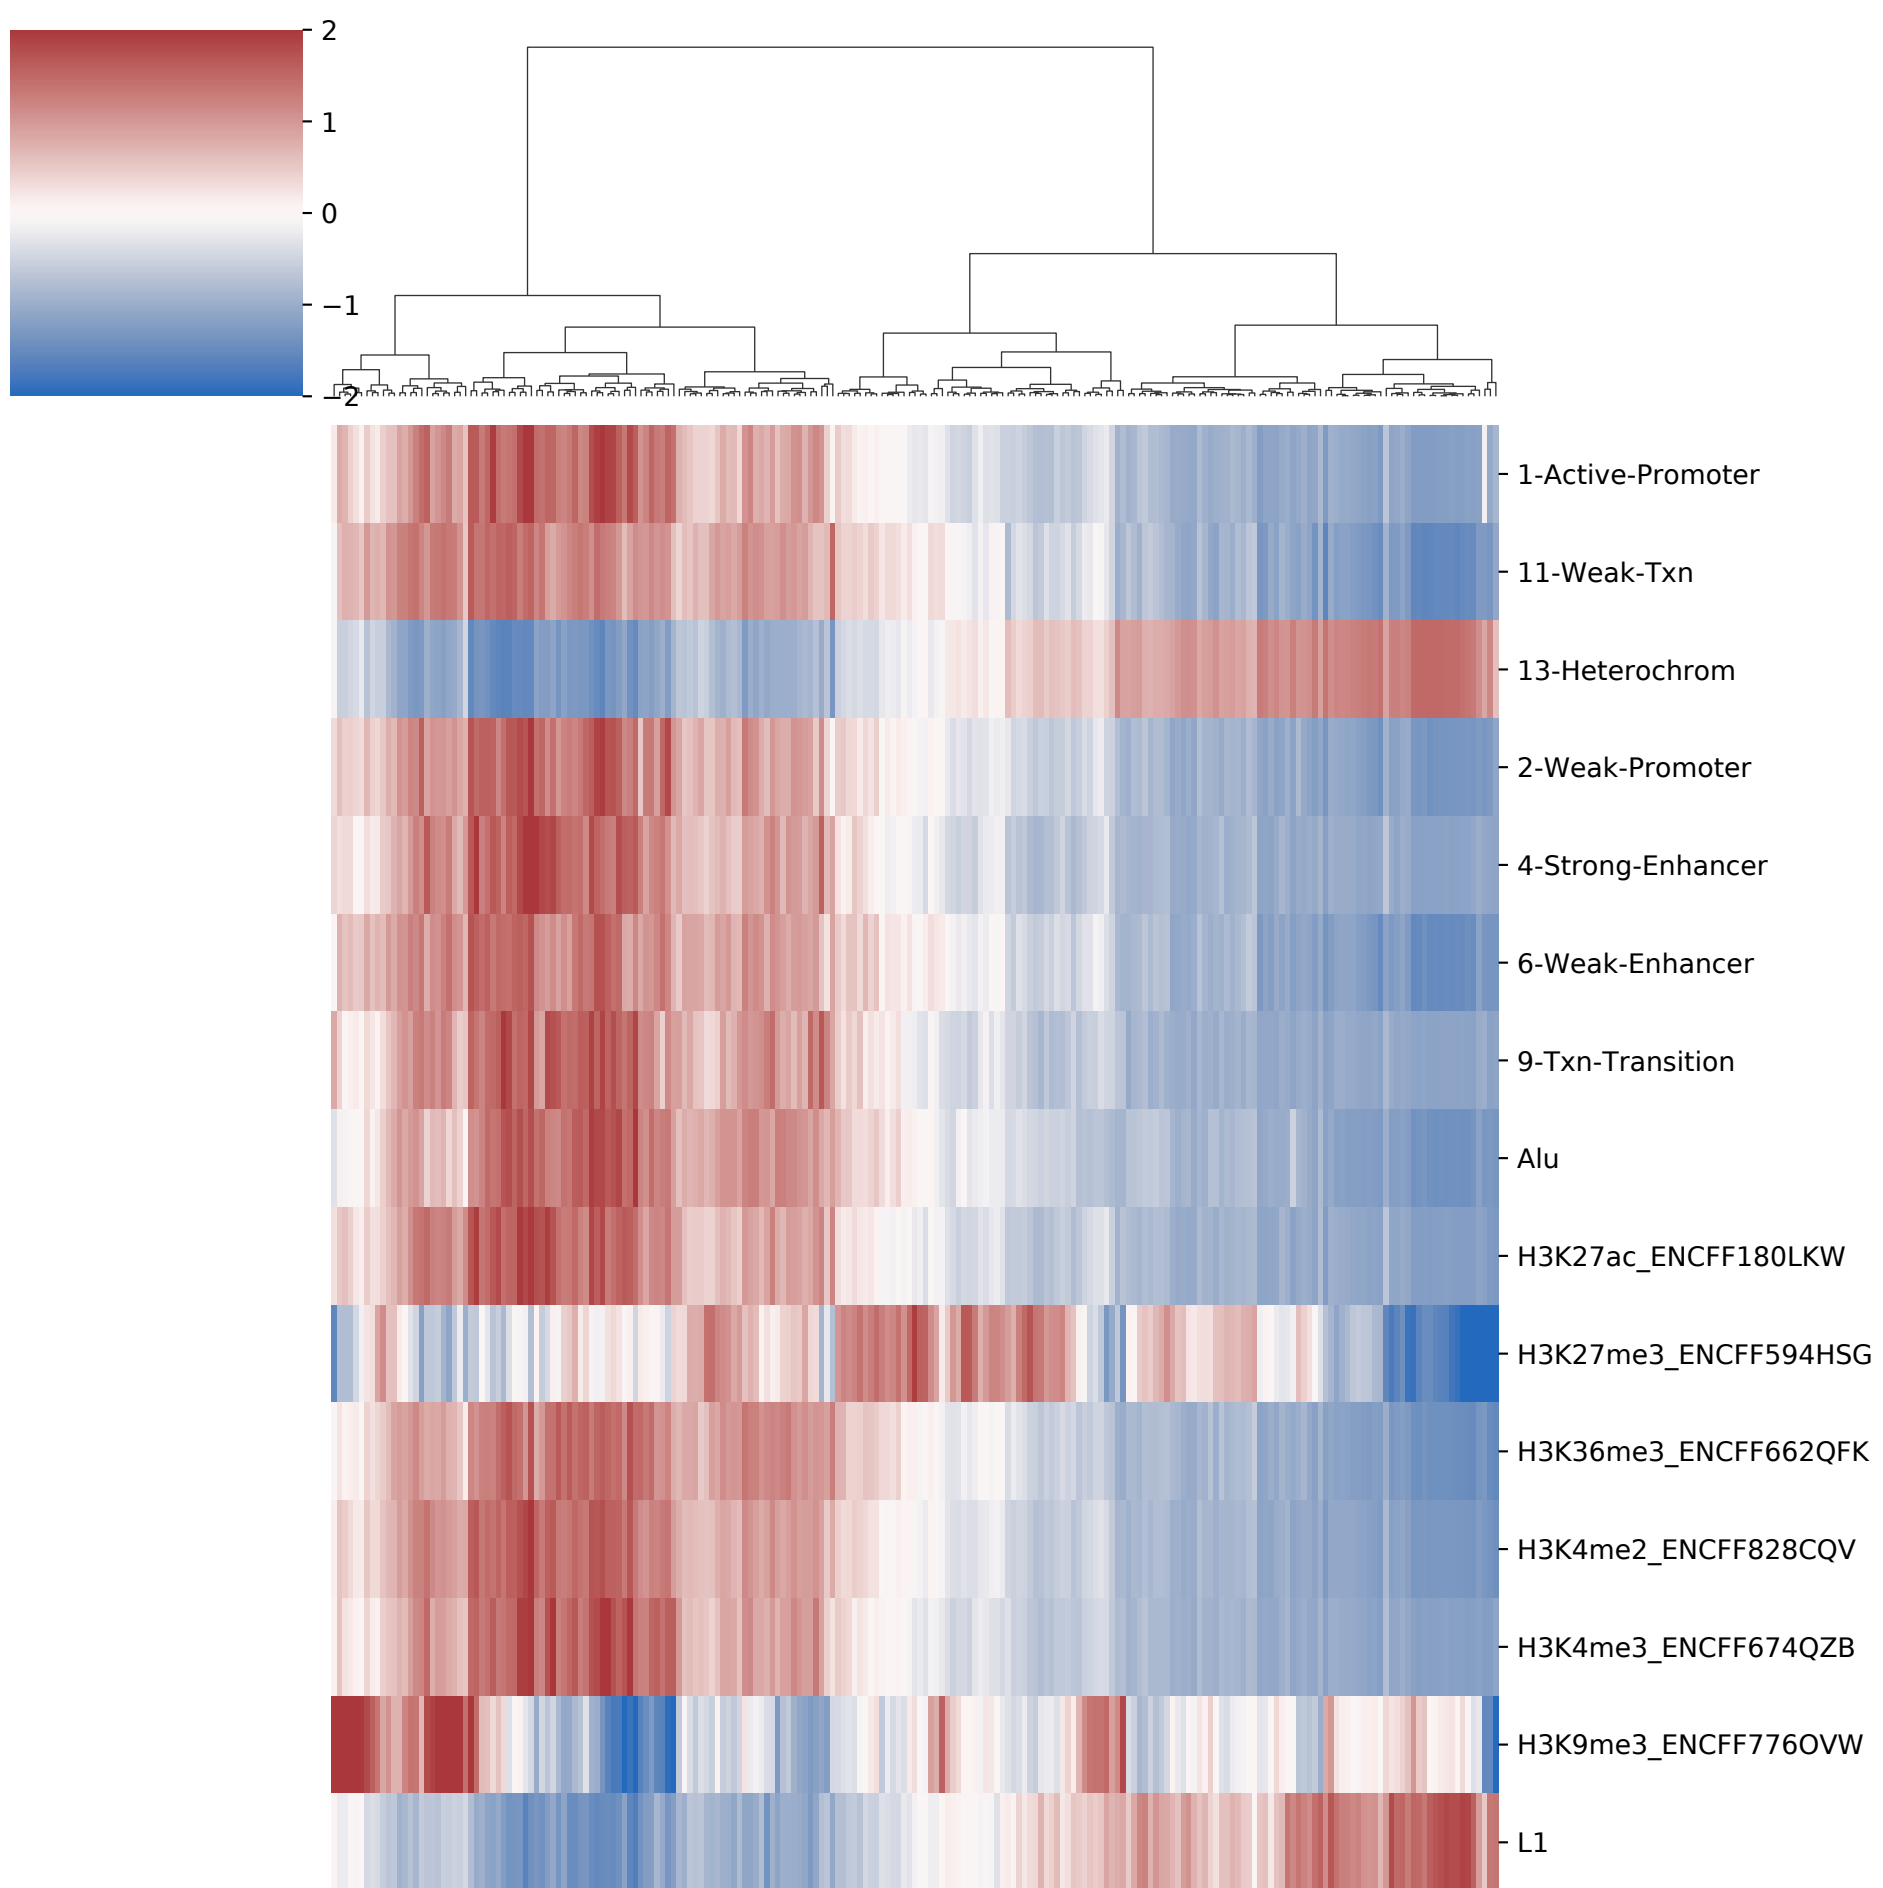 2
1
0
−1
−2
1-Active-Promoter
11-Weak-Txn
13-Heterochrom
2-Weak-Promoter
4-Strong-Enhancer
6-Weak-Enhancer
9-Txn-Transition
Alu
H3K27ac_ENCFF180LKW
H3K27me3_ENCFF594HSG
H3K36me3_ENCFF662QFK
H3K4me2_ENCFF828CQV
H3K4me3_ENCFF674QZB
H3K9me3_ENCFF776OVW
L1